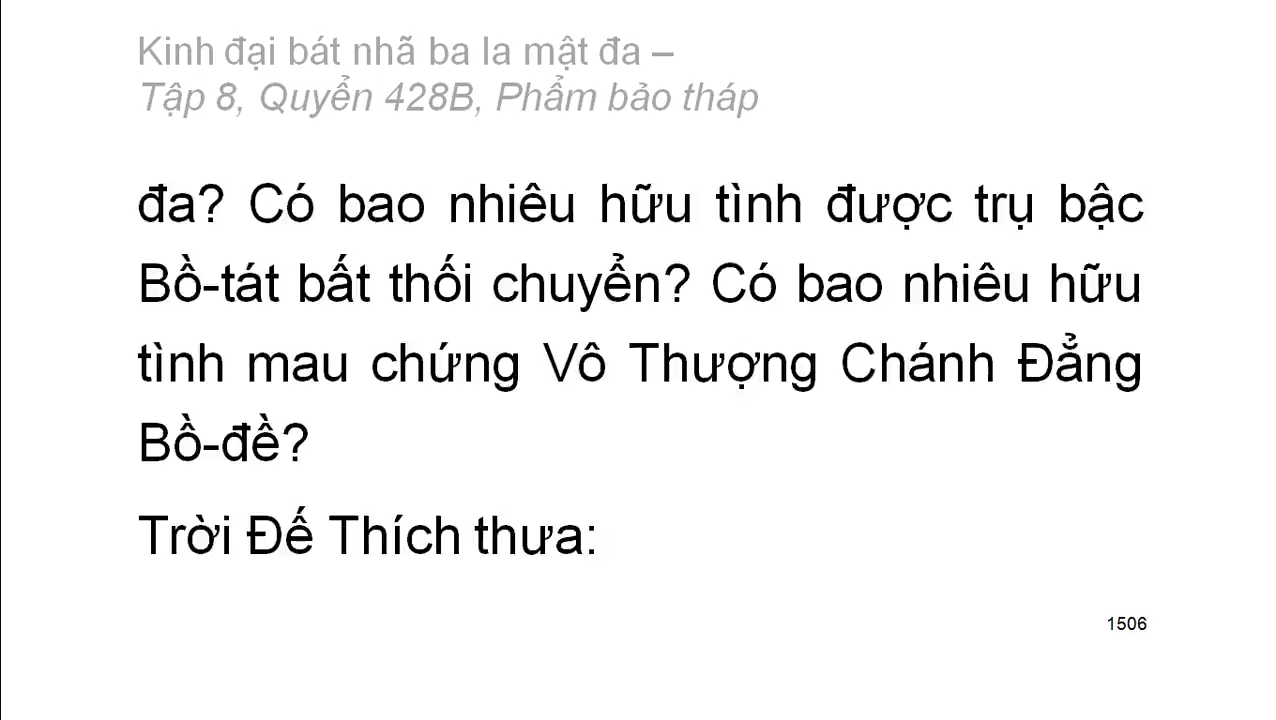 Kinh đại bát nhã ba la mật đa –
Tập 8, Quyển 428B, Phẩm bảo tháp
đa? Có bao nhiêu hữu tình được trụ bậc
Bồ-tát bất thối chuyển? Có bao nhiêu hữu
tình mau chứng Vô Thượng Chánh Đẳng
Bồ-đề?
Trời Đế Thích thưa:
1506